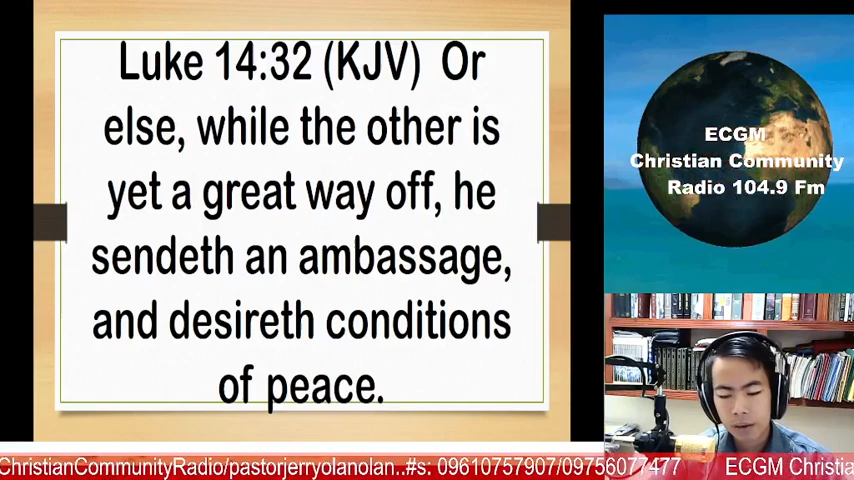 Luke 14:32 (KJV) Or
else, while the other is
yet a great way off, he
sendeth an ambassage,
and desireth conditions
of peace.
ECGM
Christian Community
Radio 104.9 Fm
ChristianCommunityRadio/pastorjerryolanolan..#s: 09610757907/09756077477 ECGM Christia